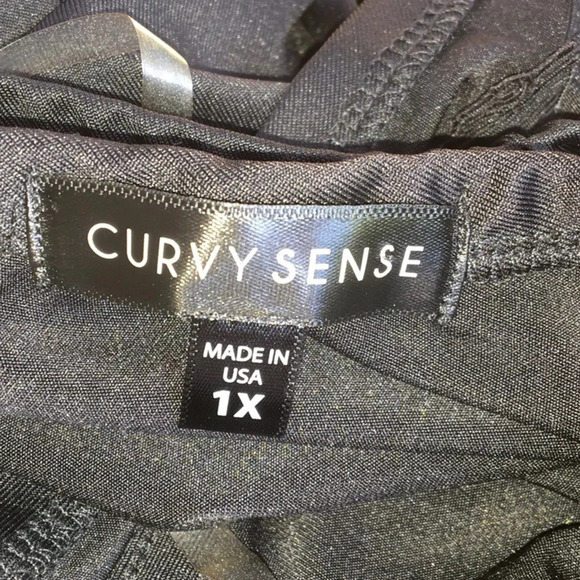 CURVY SENSE
MADE IN
USA
1X